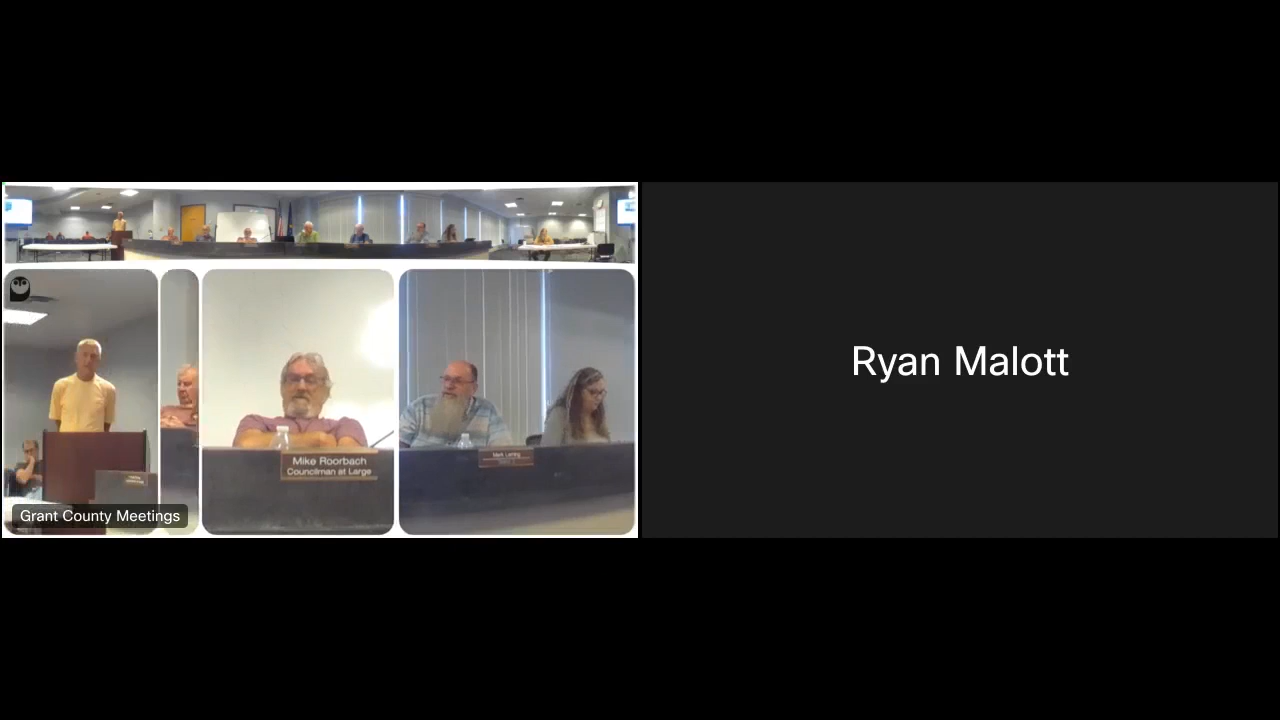 Mike Roorbach
Councilman at Large
Grant County Meetings
Ryan Malott